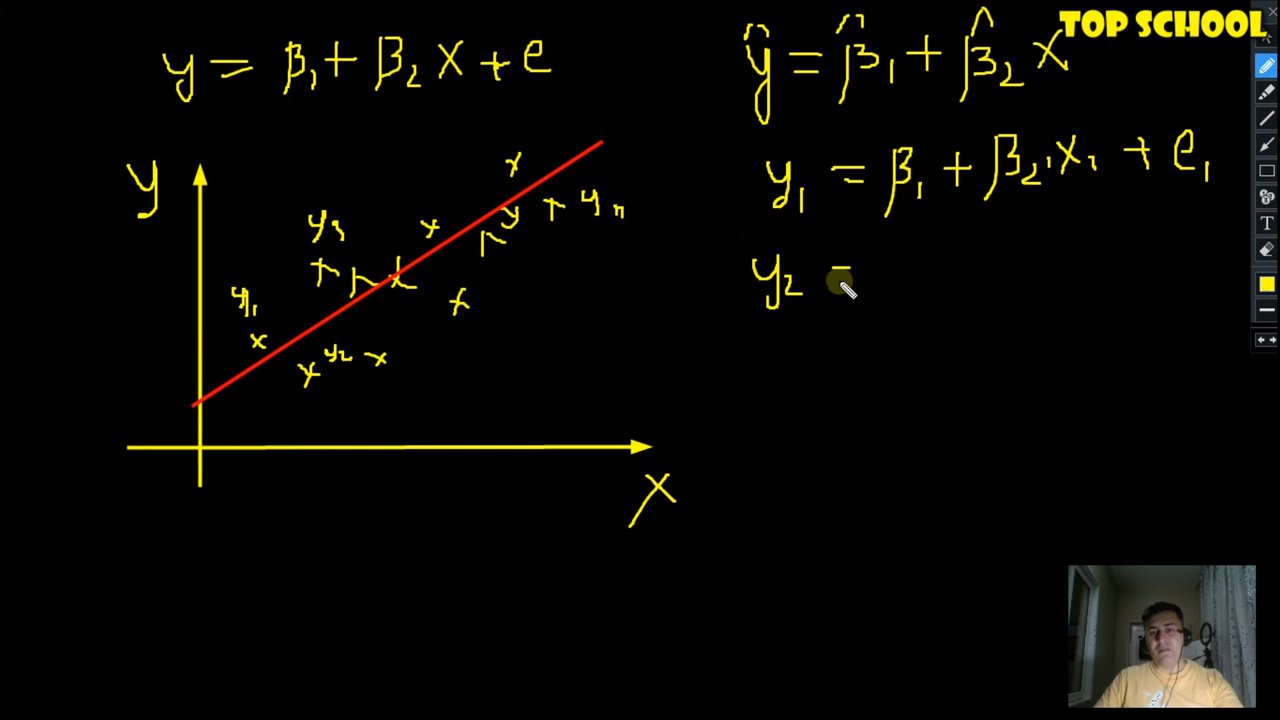 TOP SCHOOL
y = β₁ + β₂ x + e
ŷ = β̂₁ + β̂₂ x
y₁ = β₁ + β₂·x₁ + e₁
y₂ =
y
y₃
yₙ
y₁
y₂
x